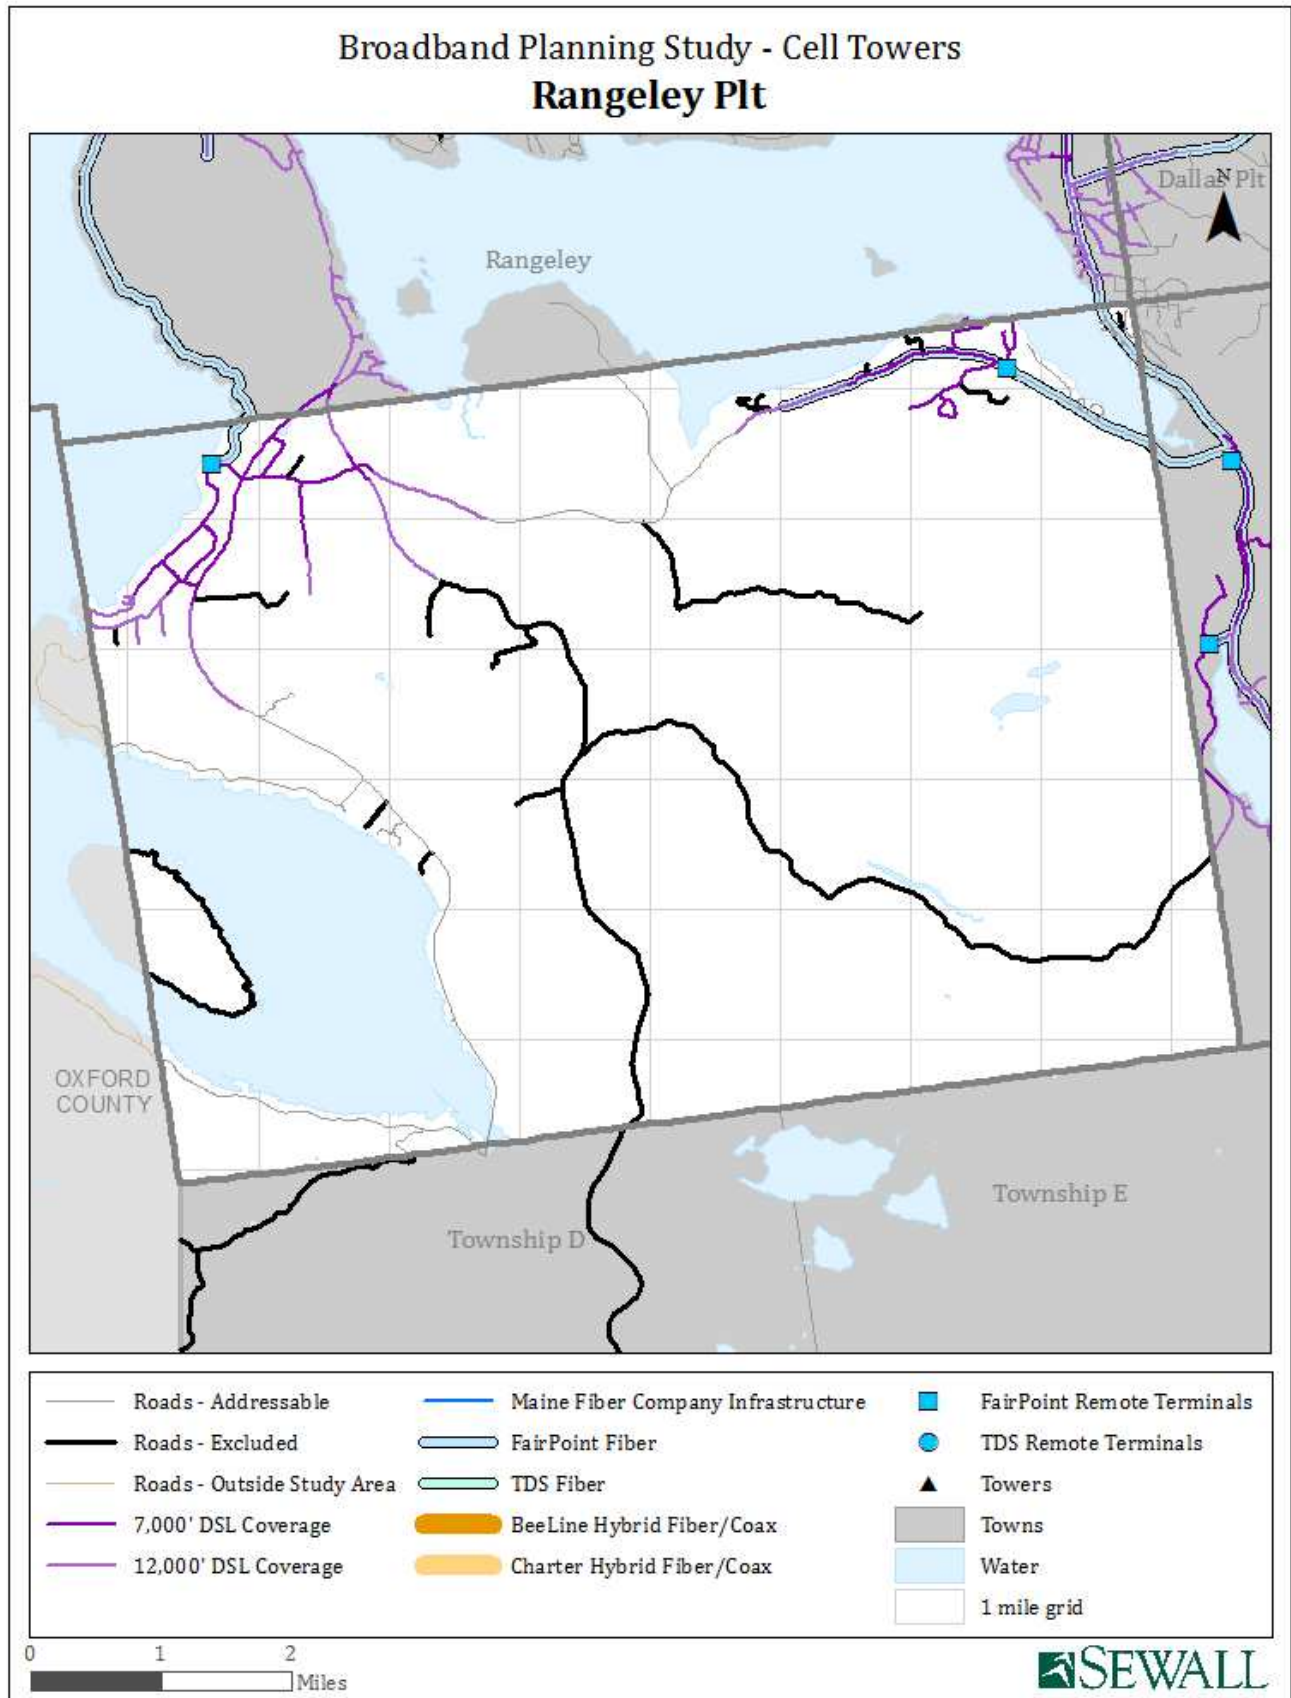 Broadband Planning Study - Cell Towers
Rangeley Plt
Dallas Plt
N
Rangeley
OXFORD
COUNTY
Township E
Township D
Roads - Addressable
Roads - Excluded
Roads - Outside Study Area
7,000' DSL Coverage
12,000' DSL Coverage
Maine Fiber Company Infrastructure
FairPoint Fiber
TDS Fiber
BeeLine Hybrid Fiber/Coax
Charter Hybrid Fiber/Coax
FairPoint Remote Terminals
TDS Remote Terminals
Towers
Towns
Water
1 mile grid
0 1 2
Miles
SEWALL